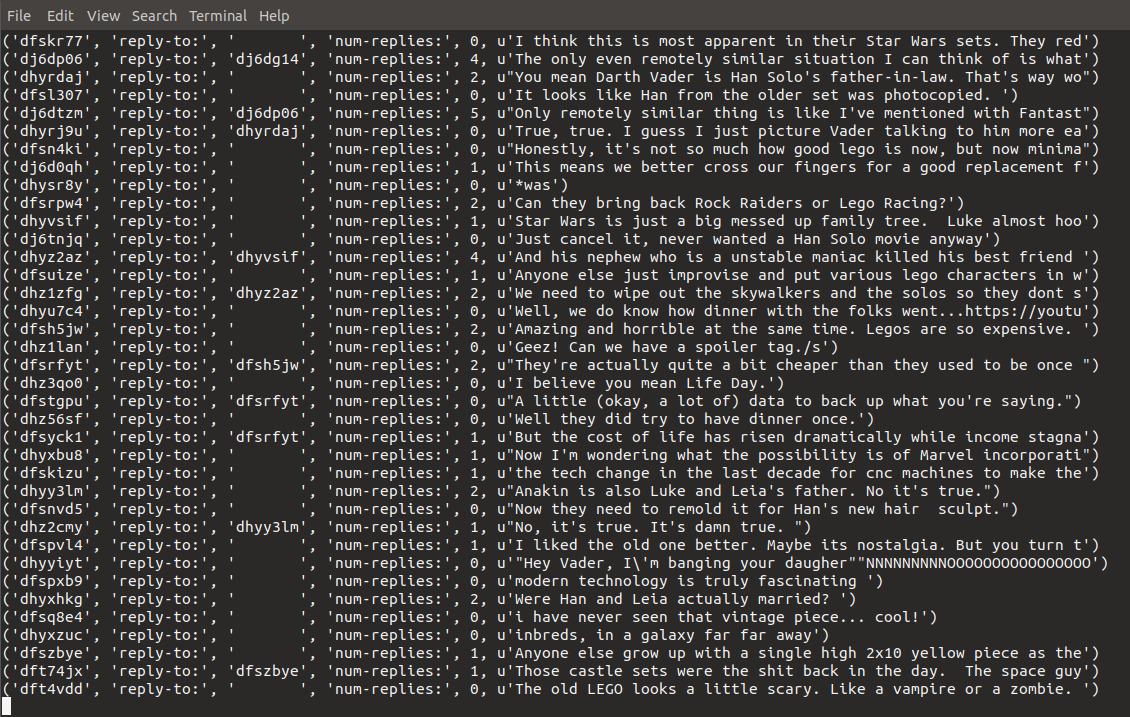 File Edit View Search Terminal Help
('dfskr77', 'reply-to:', '       ', 'num-replies:', 0, u'I think this is most apparent in their Star Wars sets. They red')
('dj6dp06', 'reply-to:', 'dj6dg14', 'num-replies:', 4, u'The only even remotely similar situation I can think of is what')
('dhyrdaj', 'reply-to:', '       ', 'num-replies:', 2, u"You mean Darth Vader is Han Solo's father-in-law. That's way wo")
('dfsl307', 'reply-to:', '       ', 'num-replies:', 0, u'It looks like Han from the older set was photocopied. ')
('dj6dtzm', 'reply-to:', 'dj6dp06', 'num-replies:', 5, u"Only remotely similar thing is like I've mentioned with Fantast")
('dhyrj9u', 'reply-to:', 'dhyrdaj', 'num-replies:', 0, u'True, true. I guess I just picture Vader talking to him more ea')
('dfsn4ki', 'reply-to:', '       ', 'num-replies:', 0, u"Honestly, it's not so much how good lego is now, but now minima")
('dj6d0qh', 'reply-to:', '       ', 'num-replies:', 1, u'This means we better cross our fingers for a good replacement f')
('dhysr8y', 'reply-to:', '       ', 'num-replies:', 0, u'*was')
('dfsrpw4', 'reply-to:', '       ', 'num-replies:', 2, u'Can they bring back Rock Raiders or Lego Racing?')
('dhyvsif', 'reply-to:', '       ', 'num-replies:', 1, u'Star Wars is just a big messed up family tree.  Luke almost hoo')
('dj6tnjq', 'reply-to:', '       ', 'num-replies:', 0, u'Just cancel it, never wanted a Han Solo movie anyway')
('dhyz2az', 'reply-to:', 'dhyvsif', 'num-replies:', 4, u'And his nephew who is a unstable maniac killed his best friend ')
('dfsuize', 'reply-to:', '       ', 'num-replies:', 1, u'Anyone else just improvise and put various lego characters in w')
('dhz1zfg', 'reply-to:', 'dhyz2az', 'num-replies:', 2, u'We need to wipe out the skywalkers and the solos so they dont s')
('dhyu7c4', 'reply-to:', '       ', 'num-replies:', 0, u'Well, we do know how dinner with the folks went...https://youtu')
('dfsh5jw', 'reply-to:', '       ', 'num-replies:', 2, u'Amazing and horrible at the same time. Legos are so expensive. ')
('dhz1lan', 'reply-to:', '       ', 'num-replies:', 0, u'Geez! Can we have a spoiler tag./s')
('dfsrfyt', 'reply-to:', 'dfsh5jw', 'num-replies:', 2, u"They're actually quite a bit cheaper than they used to be once ")
('dhz3qo0', 'reply-to:', '       ', 'num-replies:', 0, u'I believe you mean Life Day.')
('dfstgpu', 'reply-to:', 'dfsrfyt', 'num-replies:', 0, u"A little (okay, a lot of) data to back up what you're saying.")
('dhz56sf', 'reply-to:', '       ', 'num-replies:', 0, u'Well they did try to have dinner once.')
('dfsyck1', 'reply-to:', 'dfsrfyt', 'num-replies:', 1, u'But the cost of life has risen dramatically while income stagna')
('dhyxbu8', 'reply-to:', '       ', 'num-replies:', 1, u"Now I'm wondering what the possibility is of Marvel incorporati")
('dfskizu', 'reply-to:', '       ', 'num-replies:', 1, u'the tech change in the last decade for cnc machines to make the')
('dhyy3lm', 'reply-to:', '       ', 'num-replies:', 2, u"Anakin is also Luke and Leia's father. No it's true.")
('dfsnvd5', 'reply-to:', '       ', 'num-replies:', 0, u"Now they need to remold it for Han's new hair  sculpt.")
('dhz2cmy', 'reply-to:', 'dhyy3lm', 'num-replies:', 1, u"No, it's true. It's damn true. ")
('dfspvl4', 'reply-to:', '       ', 'num-replies:', 1, u'I liked the old one better. Maybe its nostalgia. But you turn t')
('dhyyiyt', 'reply-to:', '       ', 'num-replies:', 0, u'"Hey Vader, I\'m banging your daugher""NNNNNNNNNOOOOOOOOOOOOOOOO')
('dfspxb9', 'reply-to:', '       ', 'num-replies:', 0, u'modern technology is truly fascinating ')
('dhyxhkg', 'reply-to:', '       ', 'num-replies:', 2, u'Were Han and Leia actually married? ')
('dfsq8e4', 'reply-to:', '       ', 'num-replies:', 0, u'i have never seen that vintage piece... cool!')
('dhyxzuc', 'reply-to:', '       ', 'num-replies:', 0, u'inbreds, in a galaxy far far away')
('dfszbye', 'reply-to:', '       ', 'num-replies:', 1, u'Anyone else grow up with a single high 2x10 yellow piece as the')
('dft74jx', 'reply-to:', 'dfszbye', 'num-replies:', 1, u'Those castle sets were the shit back in the day.  The space guy')
('dft4vdd', 'reply-to:', '       ', 'num-replies:', 0, u'The old LEGO looks a little scary. Like a vampire or a zombie. ')